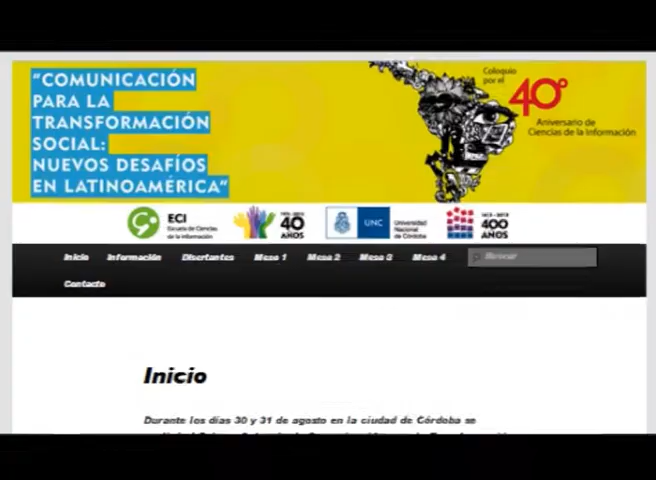 "COMUNICACIÓN
PARA LA
TRANSFORMACIÓN
SOCIAL:
NUEVOS DESAFÍOS
EN LATINOAMÉRICA"
Coloquio
por el 40°
Aniversario de
Ciencias de la Información
ECI
Escuela de Ciencias
de la Información
40
AÑOS
UNC
Universidad
Nacional
de Córdoba
400
AÑOS
Inicio Información Disertantes Mesa 1 Mesa 2 Mesa 3 Mesa 4 Buscar
Contacto
Inicio
Durante los días 30 y 31 de agosto en la ciudad de Córdoba se